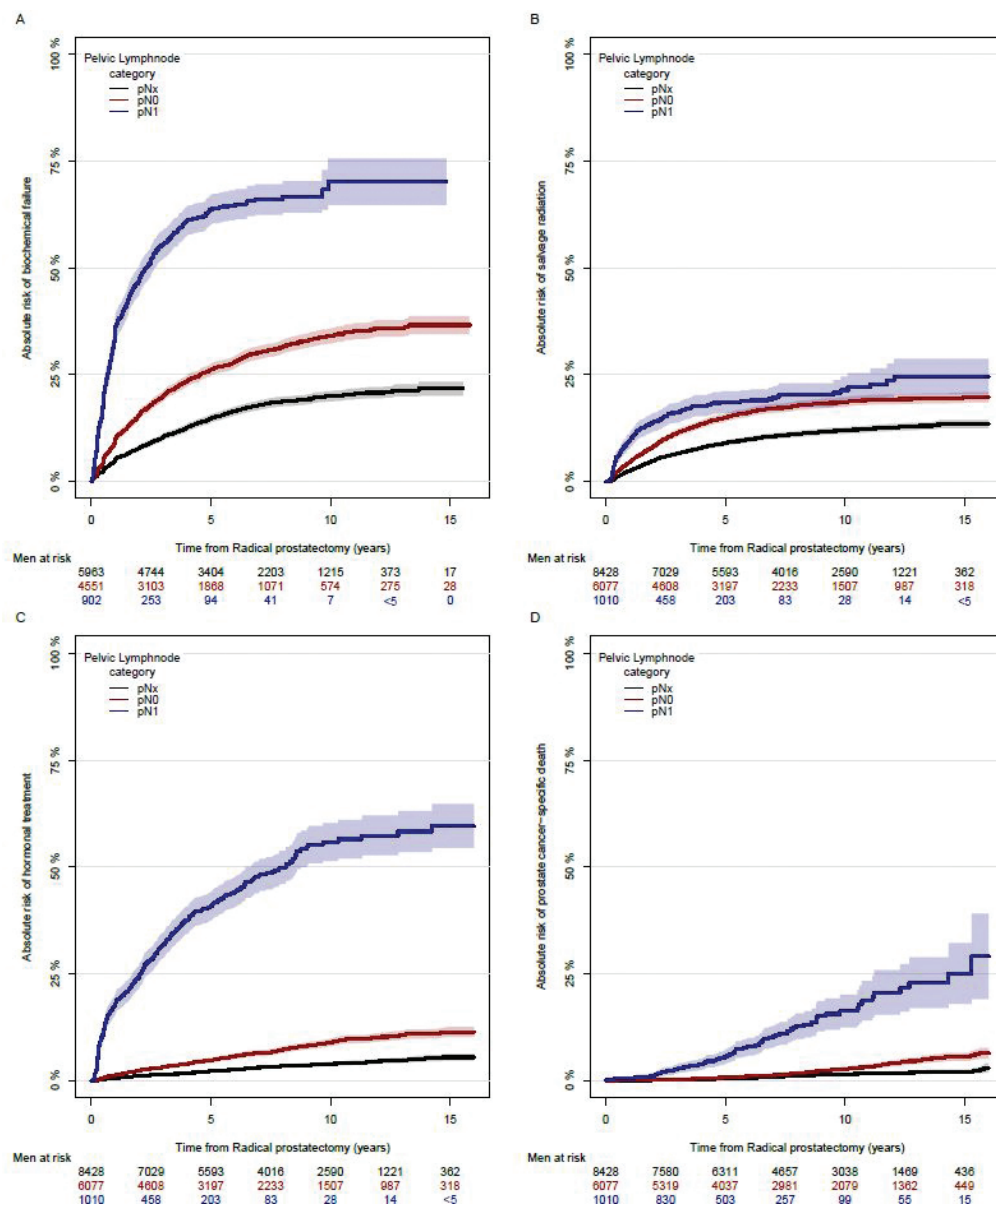 A
Pelvic Lymphnode
category
pNx
pN0
pN1
Absolute risk of biochemical failure
100 %
75 %
50 %
25 %
0 %
0 5 10 15
Time from Radical prostatectomy (years)
Men at risk
5963 4744 3404 2203 1215 373 17
4551 3103 1868 1071 574 275 28
902 253 94 41 7 <5 0
B
Pelvic Lymphnode
category
pNx
pN0
pN1
Absolute risk of salvage radiation
100 %
75 %
50 %
25 %
0 %
0 5 10 15
Time from Radical prostatectomy (years)
Men at risk
8428 7029 5593 4016 2590 1221 362
6077 4608 3197 2233 1507 987 318
1010 458 203 83 28 14 <5
C
Pelvic Lymphnode
category
pNx
pN0
pN1
Absolute risk of hormonal treatment
100 %
75 %
50 %
25 %
0 %
0 5 10 15
Time from Radical prostatectomy (years)
Men at risk
8428 7029 5593 4016 2590 1221 362
6077 4608 3197 2233 1507 987 318
1010 458 203 83 28 14 <5
D
Pelvic Lymphnode
category
pNx
pN0
pN1
Absolute risk of prostate cancer-specific death
100 %
75 %
50 %
25 %
0 %
0 5 10 15
Time from Radical prostatectomy (years)
Men at risk
8428 7580 6311 4657 3038 1469 436
6077 5319 4037 2981 2079 1362 449
1010 830 503 257 99 55 15